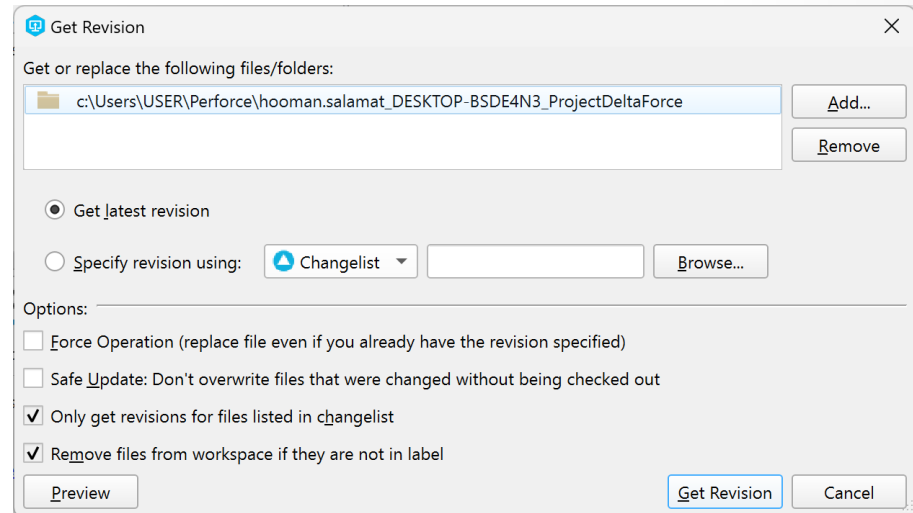 Get Revision
Get or replace the following files/folders:
c:\Users\USER\Perforce\hooman.salamat_DESKTOP-BSDE4N3_ProjectDeltaForce
Add...
Remove
Get latest revision
Specify revision using: Changelist Browse...
Options:
Force Operation (replace file even if you already have the revision specified)
Safe Update: Don't overwrite files that were changed without being checked out
Only get revisions for files listed in changelist
Remove files from workspace if they are not in label
Preview Get Revision Cancel